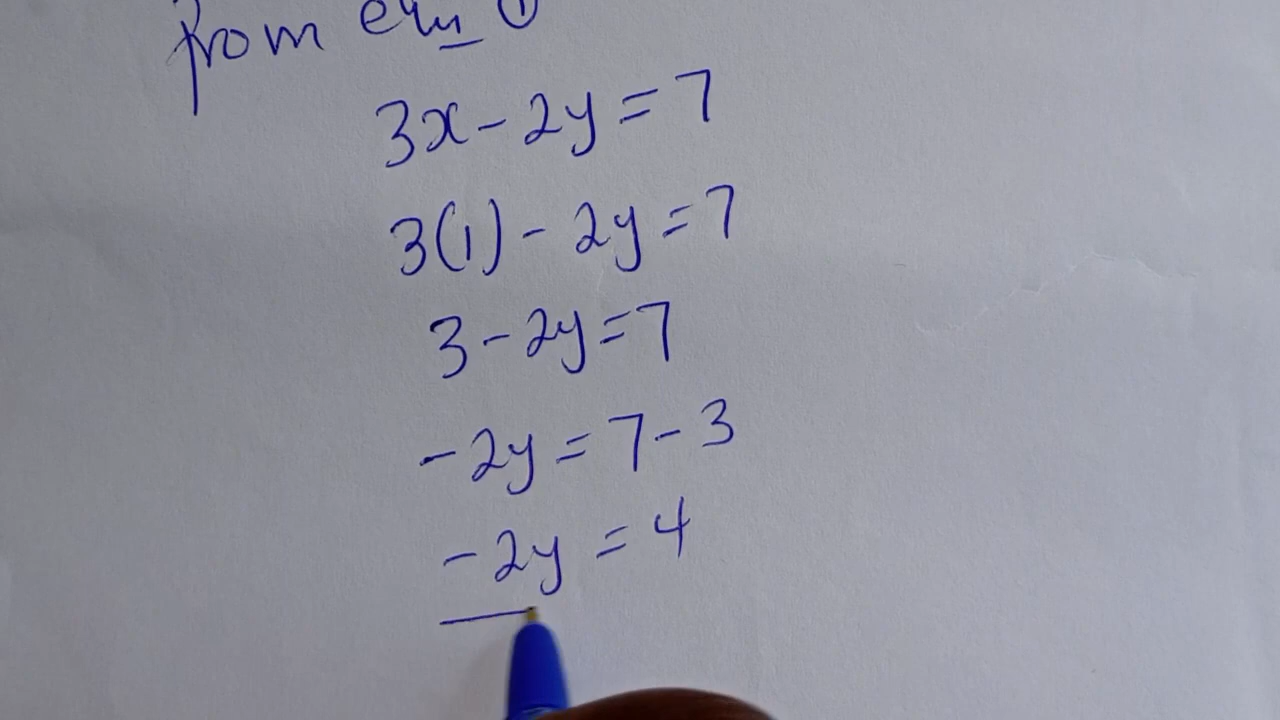 from eqn ①
3x - 2y = 7
3(1) - 2y = 7
3 - 2y = 7
- 2y = 7 - 3
- 2y = 4